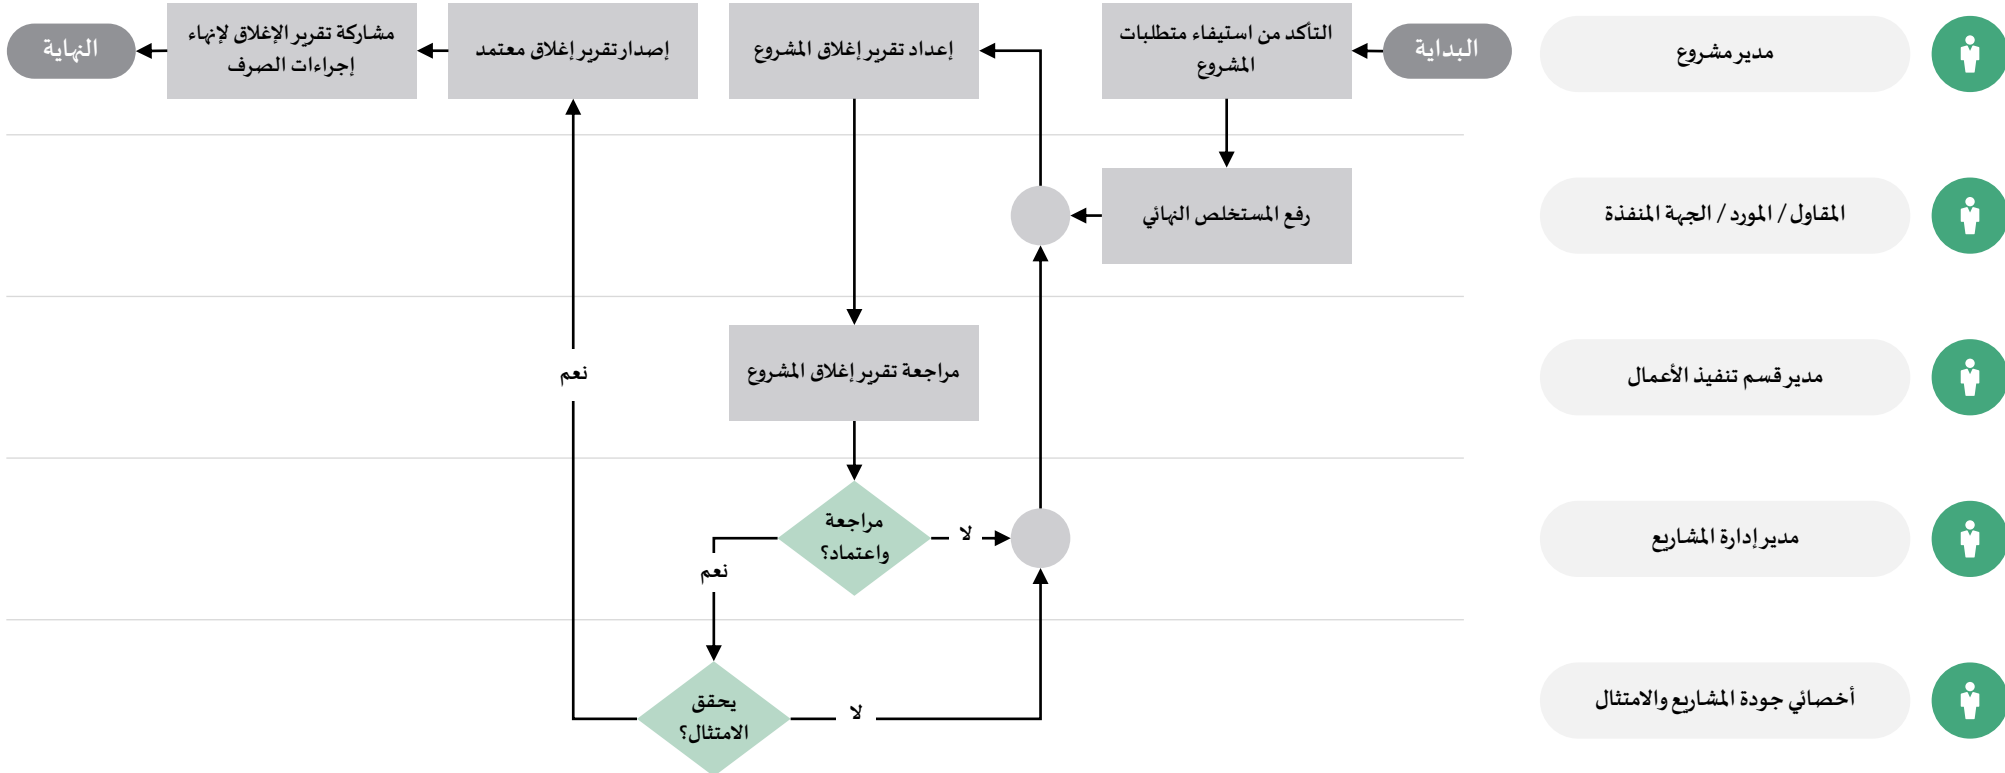 مدير مشروع
البداية
التأكد من استيفاء متطلبات
المشروع
إعداد تقرير إغلاق المشروع
إصدار تقرير إغلاق معتمد
مشاركة تقرير الإغلاق لإنهاء
إجراءات الصرف
النهاية
المقاول / المورد / الجهة المنفذة
رفع المستخلص النهائي
مدير قسم تنفيذ الأعمال
مراجعة تقرير إغلاق المشروع
نعم
مدير إدارة المشاريع
لا
مراجعة
واعتماد؟
نعم
أخصائي جودة المشاريع والامتثال
لا
يحقق
الامتثال؟